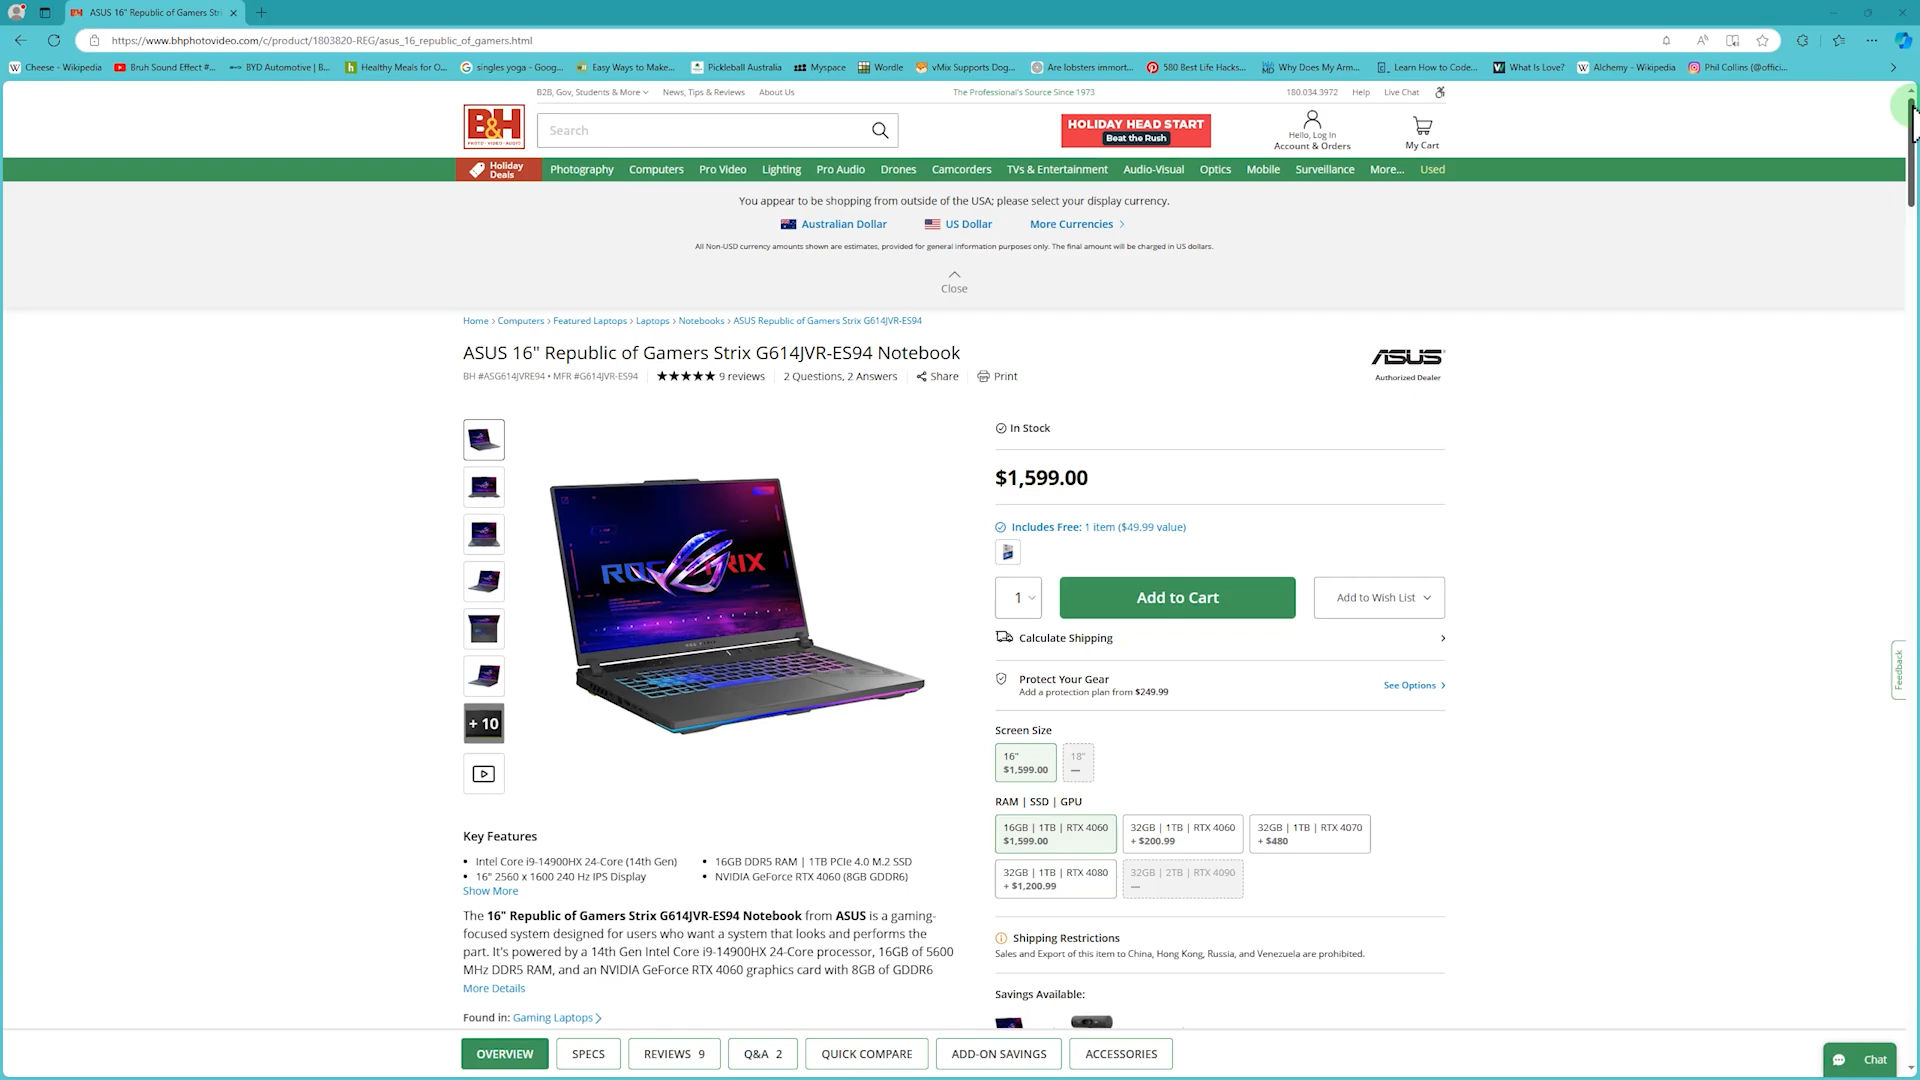 ASUS 16" Republic of Gamers Stri
https://www.bhphotovideo.com/c/product/1803820-REG/asus_16_republic_of_gamers.html
Cheese - Wikipedia
Bruh Sound Effect #...
BYD Automotive | B...
Healthy Meals for O...
singles yoga - Goog...
Easy Ways to Make...
Pickleball Australia
Myspace
Wordle
vMix Supports Dog...
Are lobsters immort...
580 Best Life Hacks...
Why Does My Arm...
Learn How to Code...
What Is Love?
Alchemy - Wikipedia
Phil Collins (@offici...
B2B, Gov, Students & More
News, Tips & Reviews
About Us
The Professional's Source Since 1973
180.034.3972
Help
Live Chat
B&H
PHOTO · VIDEO · AUDIO
Search
HOLIDAY HEAD START
Beat the Rush
Hello, Log In
Account & Orders
My Cart
Holiday
Deals
Photography
Computers
Pro Video
Lighting
Pro Audio
Drones
Camcorders
TVs & Entertainment
Audio-Visual
Optics
Mobile
Surveillance
More...
Used
You appear to be shopping from outside of the USA; please select your display currency.
Australian Dollar
US Dollar
More Currencies >
All Non-USD currency amounts shown are estimates, provided for general information purposes only. The final amount will be charged in US dollars.
Close
Home > Computers > Featured Laptops > Laptops > Notebooks > ASUS Republic of Gamers Strix G614JVR-ES94
ASUS 16" Republic of Gamers Strix G614JVR-ES94 Notebook
BH #ASG614JVRE94 • MFR #G614JVR-ES94
★★★★★ 9 reviews
2 Questions, 2 Answers
Share
Print
ASUS
Authorized Dealer
In Stock
$1,599.00
Includes Free: 1 item ($49.99 value)
1
Add to Cart
Add to Wish List
Calculate Shipping
Protect Your Gear
Add a protection plan from $249.99
See Options >
Screen Size
16"
$1,599.00
18"
—
RAM | SSD | GPU
16GB | 1TB | RTX 4060
$1,599.00
32GB | 1TB | RTX 4060
+ $200.99
32GB | 1TB | RTX 4070
+ $480
32GB | 1TB | RTX 4080
+ $1,200.99
32GB | 2TB | RTX 4090
—
Shipping Restrictions
Sales and Export of this item to China, Hong Kong, Russia, and Venezuela are prohibited.
Savings Available:
+ 10
Key Features
• Intel Core i9-14900HX 24-Core (14th Gen)
• 16" 2560 x 1600 240 Hz IPS Display
• 16GB DDR5 RAM | 1TB PCIe 4.0 M.2 SSD
• NVIDIA GeForce RTX 4060 (8GB GDDR6)
Show More
The 16" Republic of Gamers Strix G614JVR-ES94 Notebook from ASUS is a gaming-
focused system designed for users who want a system that looks and performs the
part. It's powered by a 14th Gen Intel Core i9-14900HX 24-Core processor, 16GB of 5600
MHz DDR5 RAM, and an NVIDIA GeForce RTX 4060 graphics card with 8GB of GDDR6
More Details
Found in: Gaming Laptops >
Feedback
OVERVIEW
SPECS
REVIEWS 9
Q&A 2
QUICK COMPARE
ADD-ON SAVINGS
ACCESSORIES
Chat